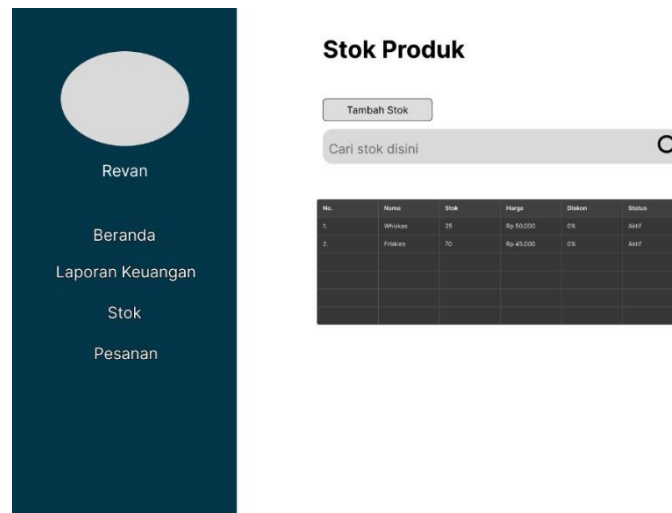 Revan
Beranda
Laporan Keuangan
Stok
Pesanan
Stok Produk
Tambah Stok
Cari stok disini
No. Nama Stok Harga Diskon Status
1. Whiskas 25 Rp 50.000 0% Aktif
2. Friskies 70 Rp 45.000 0% Aktif